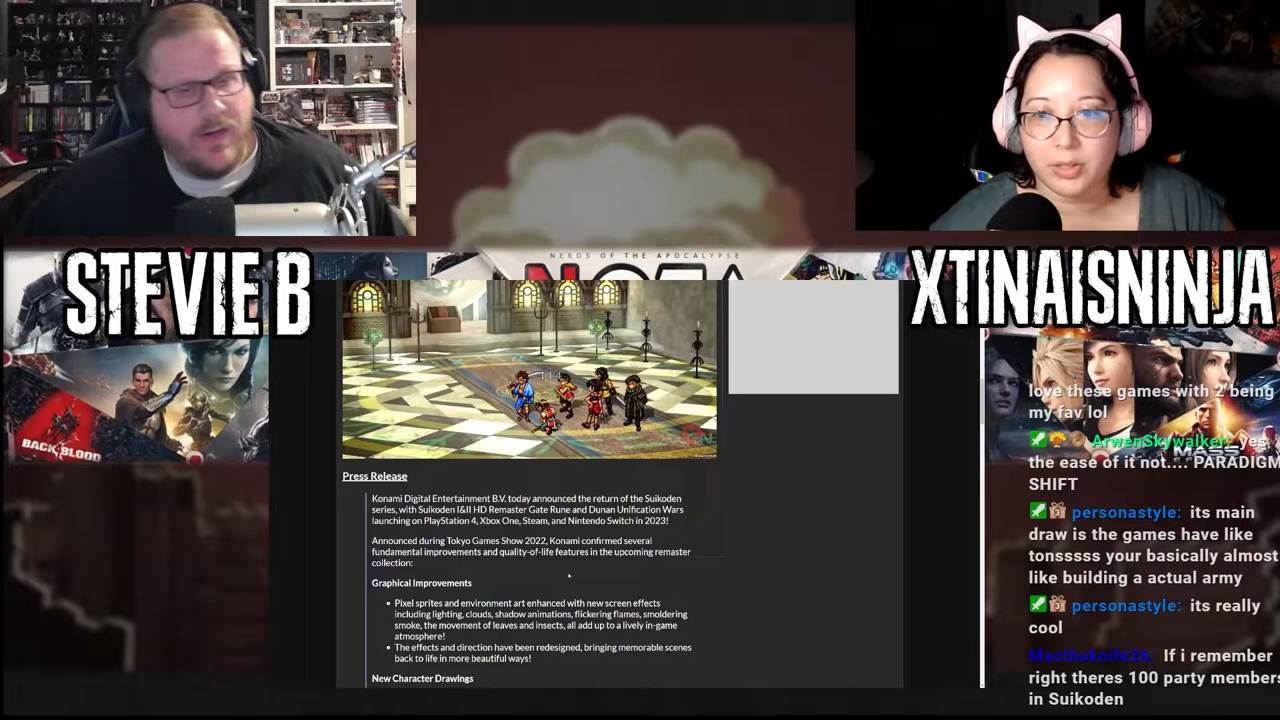 NERDS OF THE APOCALYPSE
NOTA
STEVIE B
XTINAISNINJA
BACK BLOOD
MASS
114
Press Release
Konami Digital Entertainment B.V. today announced the return of the Suikoden
series, with Suikoden I&II HD Remaster Gate Rune and Dunan Unification Wars
launching on PlayStation 4, Xbox One, Steam, and Nintendo Switch in 2023!
Announced during Tokyo Games Show 2022, Konami confirmed several
fundamental improvements and quality-of-life features in the upcoming remaster
collection:
Graphical Improvements
Pixel sprites and environment art enhanced with new screen effects
including lighting, clouds, shadow animations, flickering flames, smoldering
smoke, the movement of leaves and insects, all add up to a lively in-game
atmosphere!
The effects and direction have been redesigned, bringing memorable scenes
back to life in more beautiful ways!
New Character Drawings
love these games with 2 being
my fav lol
ArwenSkywalker: yes
the ease of it not.... PARADIGM
SHIFT
personastyle: its main
draw is the games have like
tonsssss your basically almost
like building a actual army
personastyle: its really
cool
Macthaknife26: If i remember
right theres 100 party members
in Suikoden